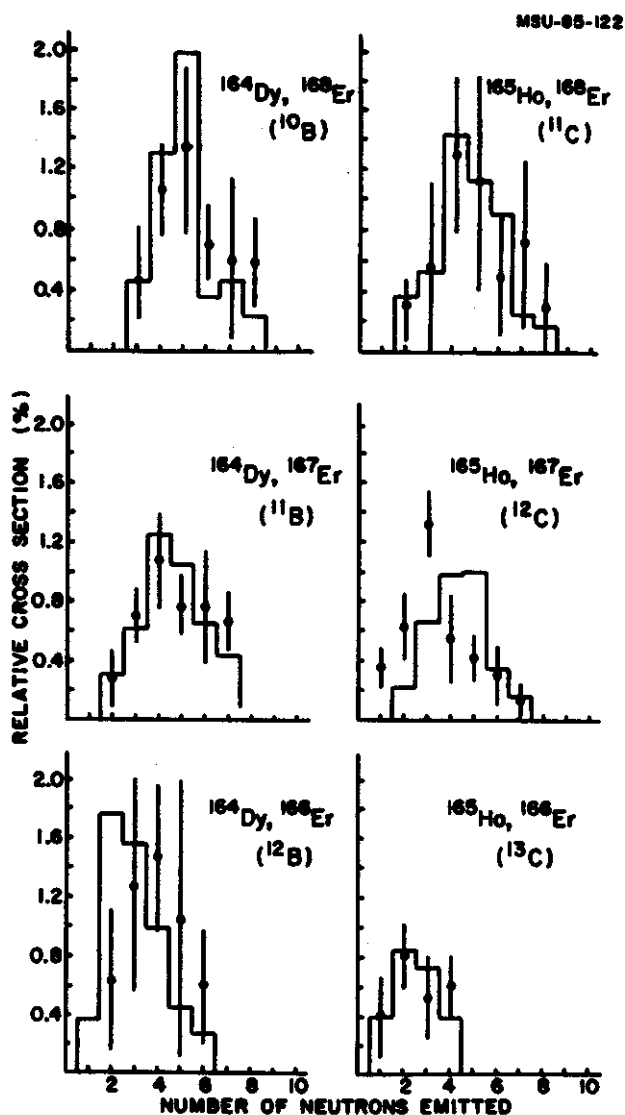 MSU-85-122
RELATIVE CROSS SECTION (%)
2.0
1.6
1.2
0.8
0.4
¹⁶⁴Dy, ¹⁶⁸Er
(¹⁰B)
¹⁶⁵Ho, ¹⁶⁸Er
(¹¹C)
2.0
1.6
1.2
0.8
0.4
¹⁶⁴Dy, ¹⁶⁷Er
(¹¹B)
¹⁶⁵Ho, ¹⁶⁷Er
(¹²C)
2.0
1.6
1.2
0.8
0.4
¹⁶⁴Dy, ¹⁶⁶Er
(¹²B)
¹⁶⁵Ho, ¹⁶⁶Er
(¹³C)
2 4 6 8 10
2 4 6 8 10
NUMBER OF NEUTRONS EMITTED